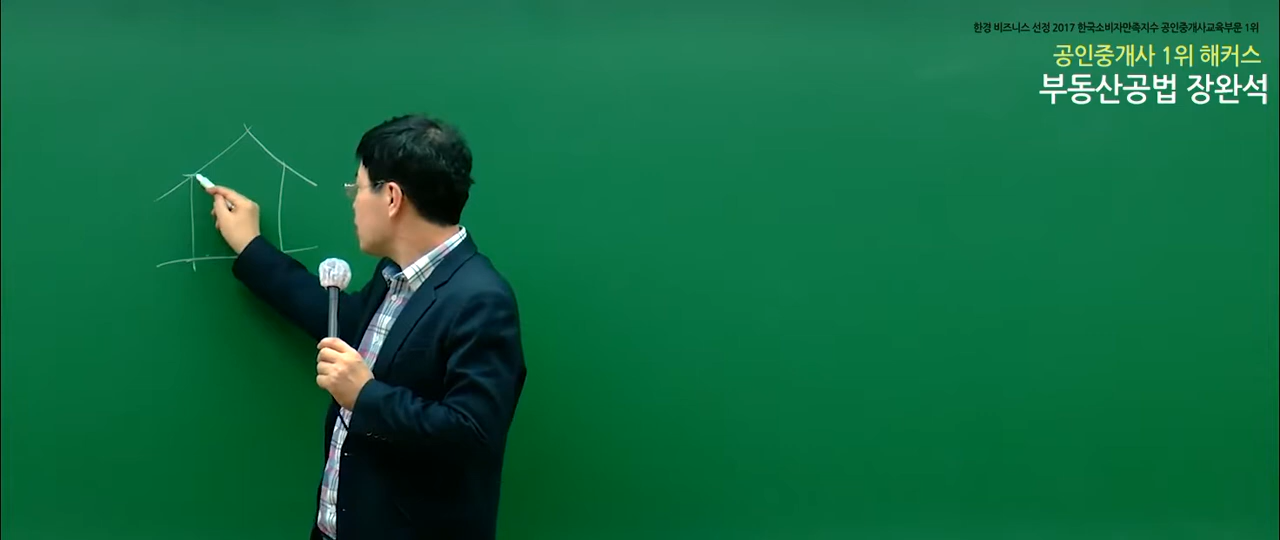 한경 비즈니스 선정 2017 한국소비자만족지수 공인중개사교육부문 1위
공인중개사 1위 해커스
부동산공법 장완석